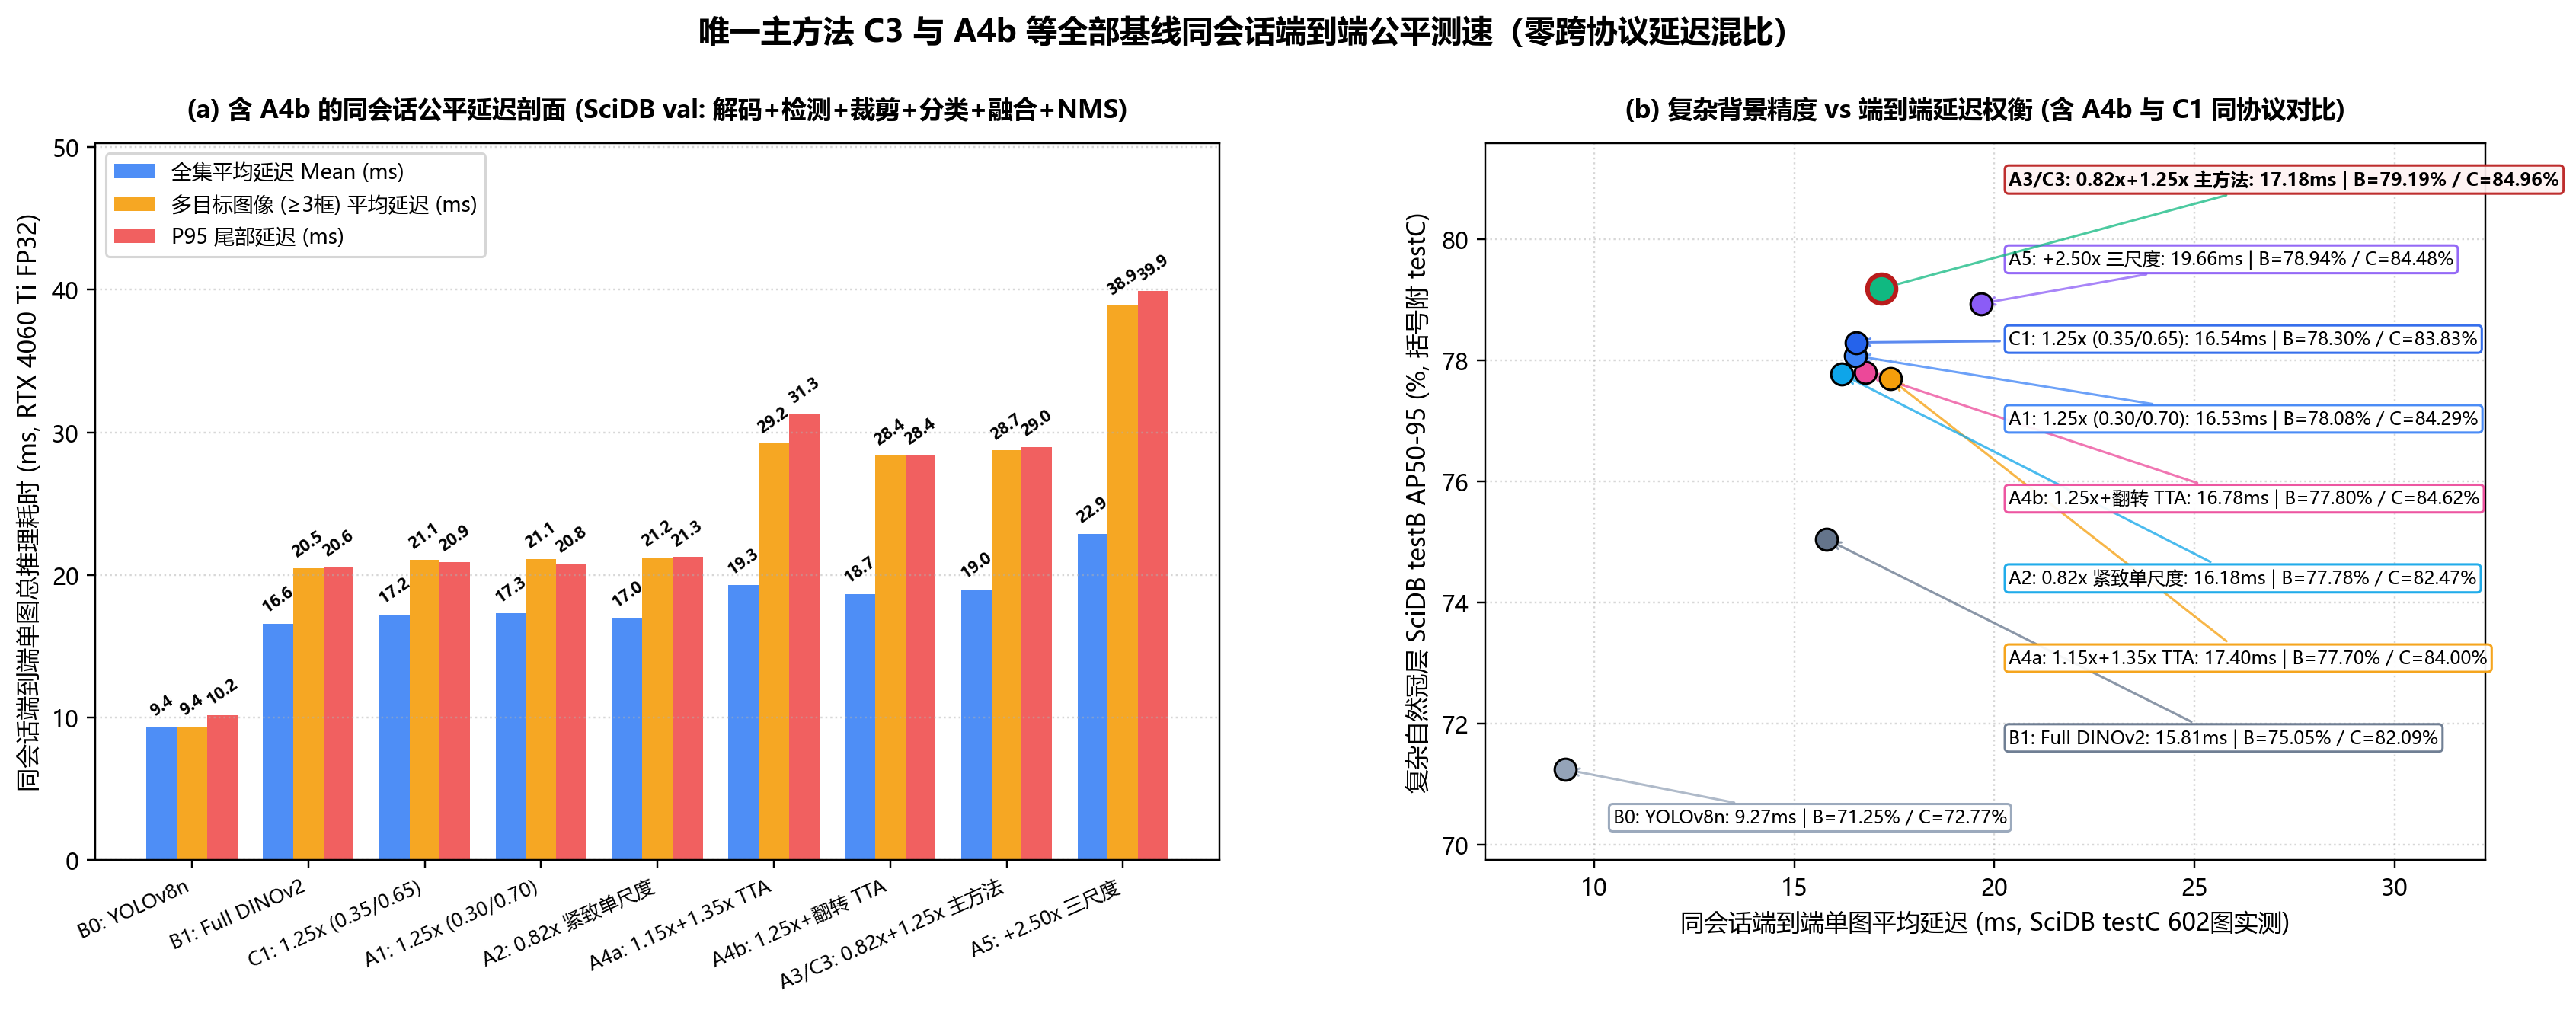 唯一主方法 C3 与 A4b 等全部基线同会话端到端公平测速（零跨协议延迟混比）
(a) 含 A4b 的同会话公平延迟剖面 (SciDB val: 解码+检测+裁剪+分类+融合+NMS)
同会话端到端单图总推理耗时 (ms, RTX 4060 Ti FP32)
50
40
30
20
10
0
全集平均延迟 Mean (ms)
多目标图像 (≥3框) 平均延迟 (ms)
P95 尾部延迟 (ms)
9.4 9.4 10.2
16.6 20.5 20.6
17.2 21.1 20.9
17.3 21.1 20.8
17.0 21.2 21.3
19.3 29.2 31.3
18.7 28.4 28.4
19.0 28.7 29.0
22.9 38.9 39.9
B0: YOLOv8n
B1: Full DINOv2
C1: 1.25x (0.35/0.65)
A1: 1.25x (0.30/0.70)
A2: 0.82x 紧致单尺度
A4a: 1.15x+1.35x TTA
A4b: 1.25x+翻转 TTA
A3/C3: 0.82x+1.25x 主方法
A5: +2.50x 三尺度
(b) 复杂背景精度 vs 端到端延迟权衡 (含 A4b 与 C1 同协议对比)
复杂自然冠层 SciDB testB AP50-95 (%, 括号附 testC)
80
78
76
74
72
70
A3/C3: 0.82x+1.25x 主方法: 17.18ms | B=79.19% / C=84.96%
A5: +2.50x 三尺度: 19.66ms | B=78.94% / C=84.48%
C1: 1.25x (0.35/0.65): 16.54ms | B=78.30% / C=83.83%
A1: 1.25x (0.30/0.70): 16.53ms | B=78.08% / C=84.29%
A4b: 1.25x+翻转 TTA: 16.78ms | B=77.80% / C=84.62%
A2: 0.82x 紧致单尺度: 16.18ms | B=77.78% / C=82.47%
A4a: 1.15x+1.35x TTA: 17.40ms | B=77.70% / C=84.00%
B1: Full DINOv2: 15.81ms | B=75.05% / C=82.09%
B0: YOLOv8n: 9.27ms | B=71.25% / C=72.77%
10 15 20 25 30
同会话端到端单图平均延迟 (ms, SciDB testC 602图实测)